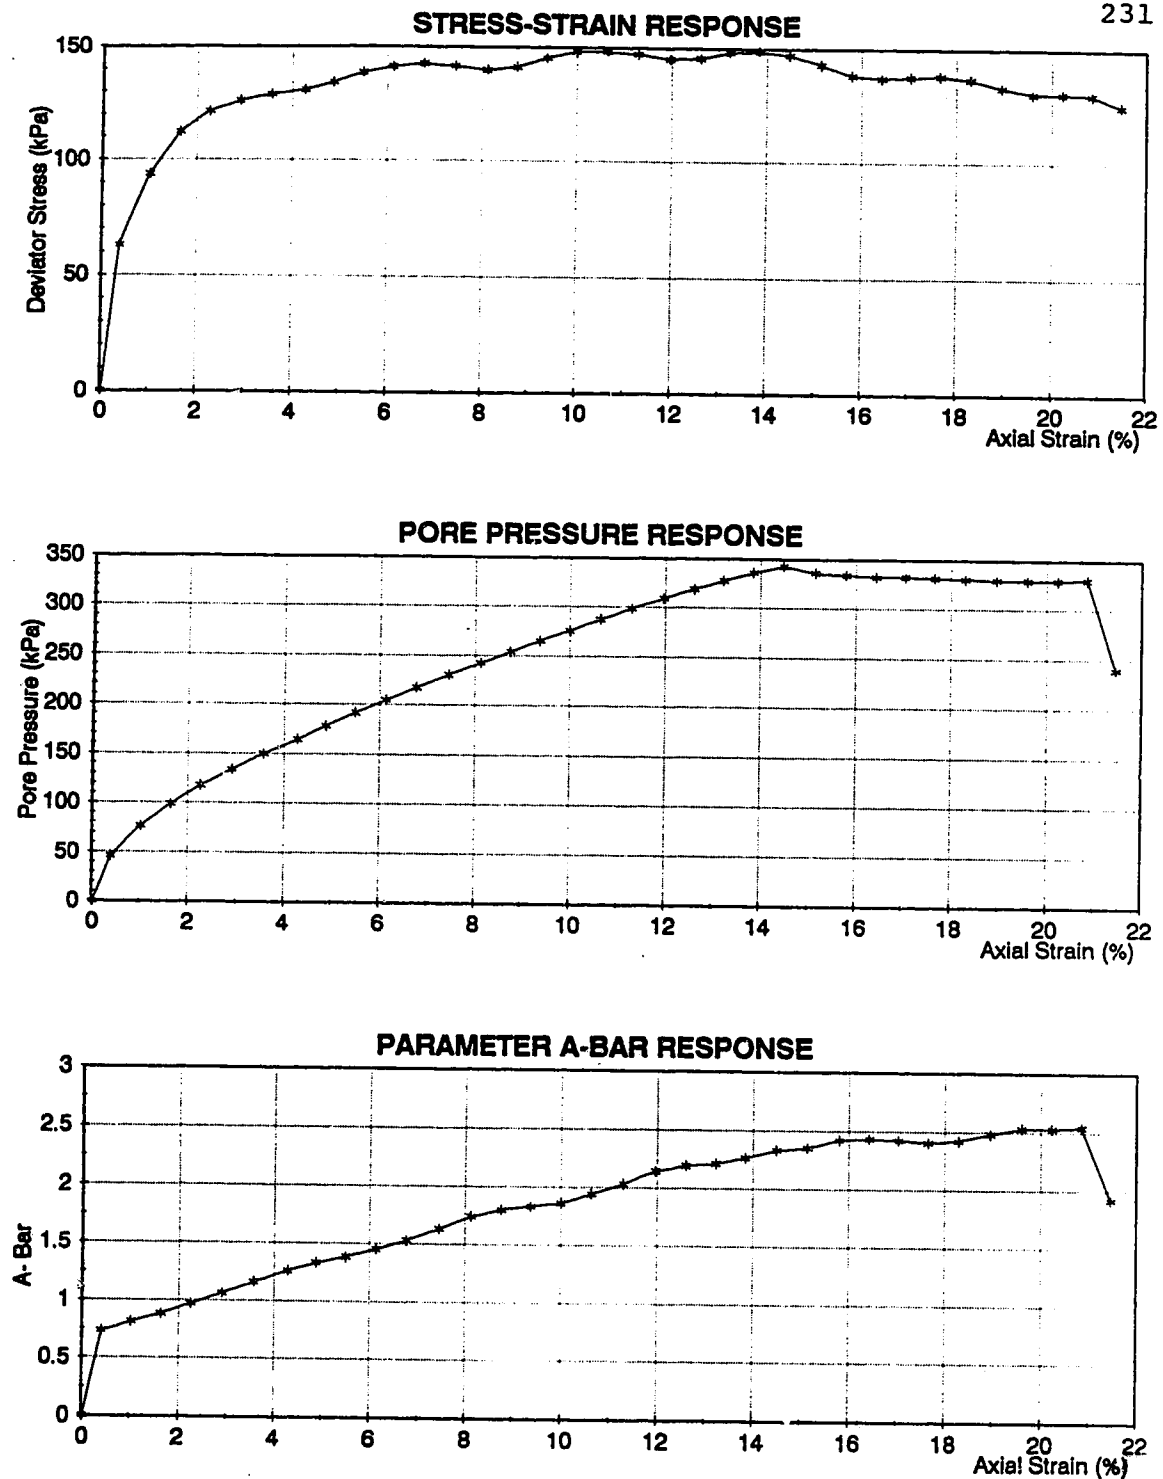 231
STRESS-STRAIN RESPONSE
150
100
50
0
Deviator Stress (kPa)
0 2 4 6 8 10 12 14 16 18 20 22
Axial Strain (%)
PORE PRESSURE RESPONSE
350
300
250
200
150
100
50
0
Pore Pressure (kPa)
0 2 4 6 8 10 12 14 16 18 20 22
Axial Strain (%)
PARAMETER A-BAR RESPONSE
3
2.5
2
1.5
1
0.5
0
A- Bar
0 2 4 6 8 10 12 14 16 18 20 22
Axial Strain (%)